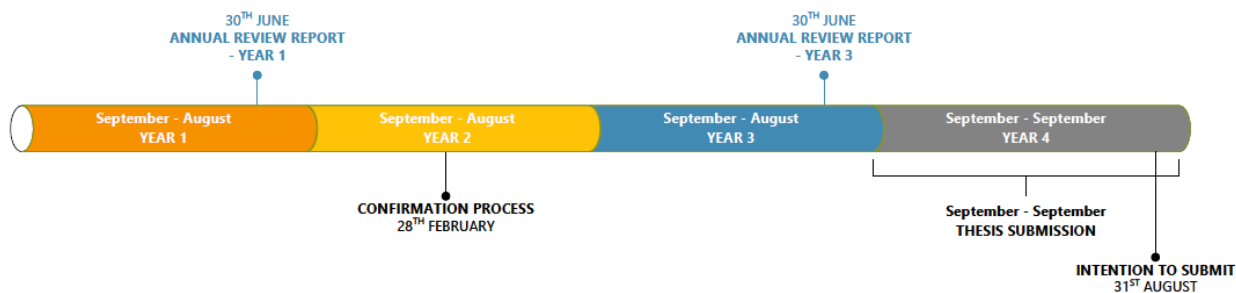 30TH JUNE
ANNUAL REVIEW REPORT
- YEAR 1
30TH JUNE
ANNUAL REVIEW REPORT
- YEAR 3
September - August
YEAR 1
September - August
YEAR 2
September - August
YEAR 3
September - September
YEAR 4
CONFIRMATION PROCESS
28TH FEBRUARY
September - September
THESIS SUBMISSION
INTENTION TO SUBMIT
31ST AUGUST